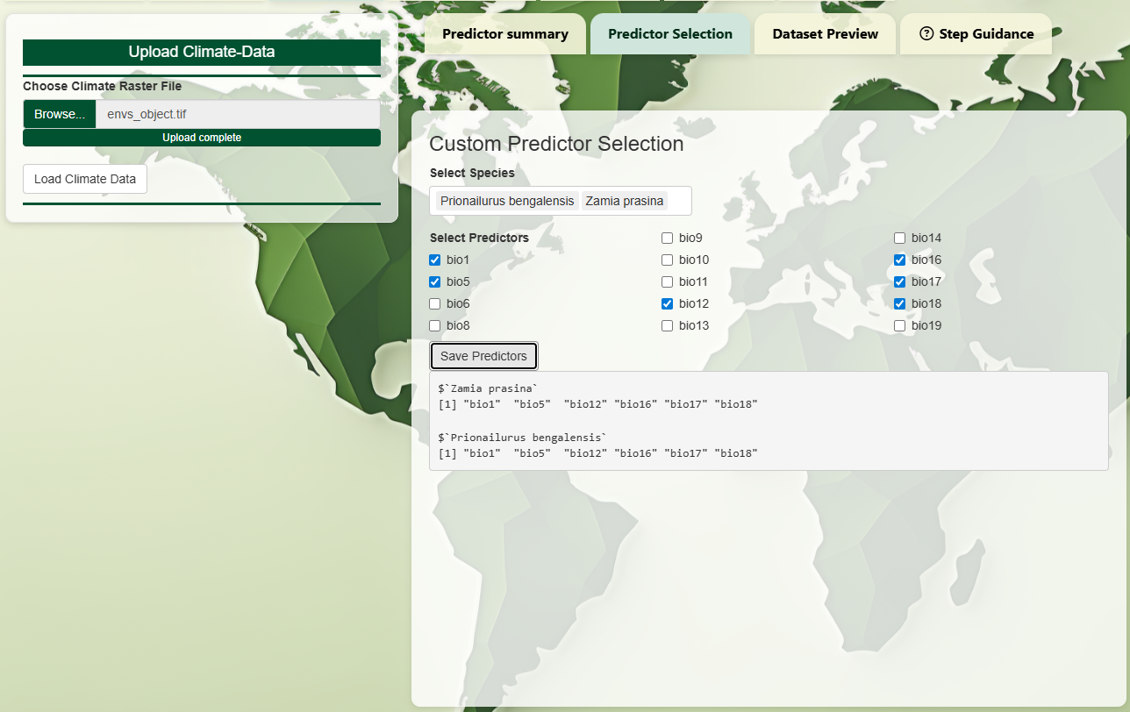 Upload Climate-Data
Choose Climate Raster File
Browse... envs_object.tif
Upload complete
Load Climate Data
Predictor summary Predictor Selection Dataset Preview ? Step Guidance
Custom Predictor Selection
Select Species
Prionailurus bengalensis Zamia prasina
Select Predictors
bio1
bio5
bio6
bio8
bio9
bio10
bio11
bio12
bio13
bio14
bio16
bio17
bio18
bio19
Save Predictors
$`Zamia prasina`
[1] "bio1"  "bio5"  "bio12" "bio16" "bio17" "bio18"
$`Prionailurus bengalensis`
[1] "bio1"  "bio5"  "bio12" "bio16" "bio17" "bio18"